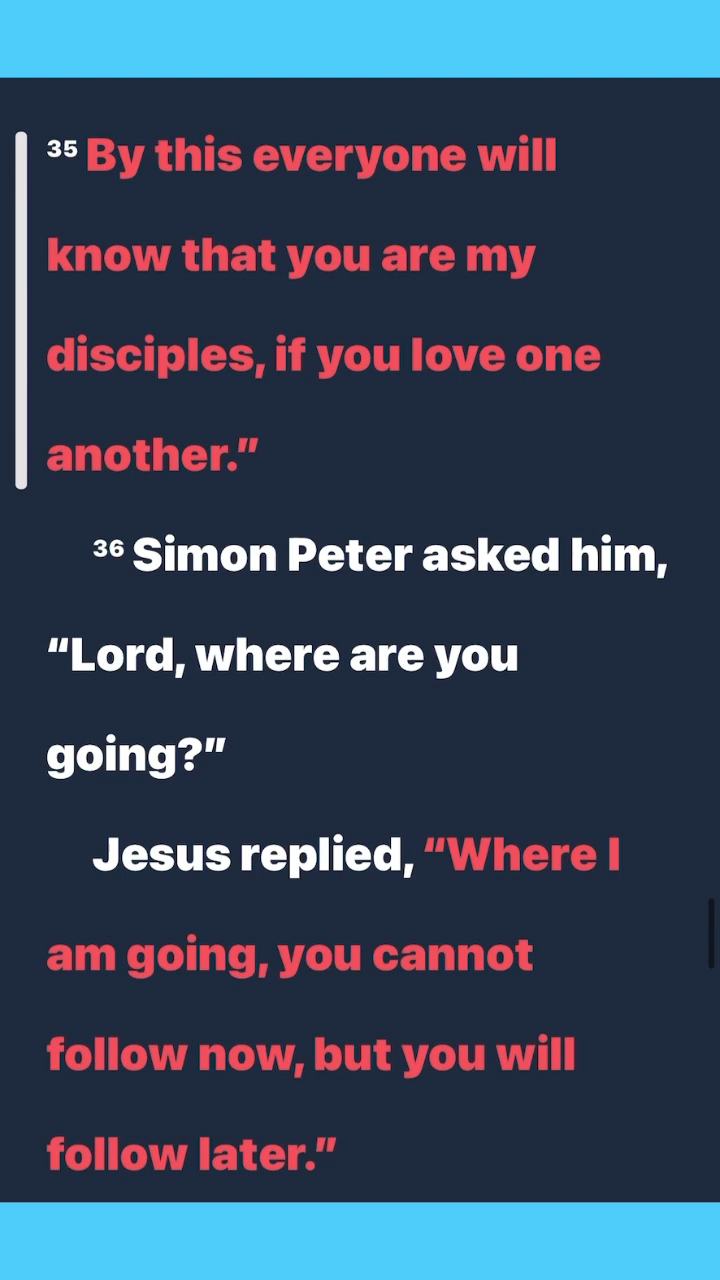 35 By this everyone will
know that you are my
disciples, if you love one
another.”
36 Simon Peter asked him,
“Lord, where are you
going?”
Jesus replied, “Where I
am going, you cannot
follow now, but you will
follow later.”